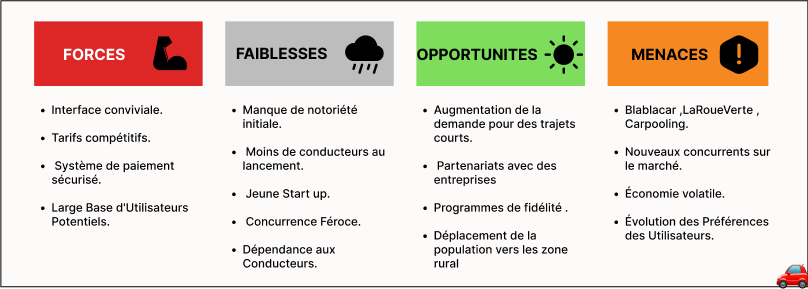 FORCES
• Interface conviviale.
• Tarifs compétitifs.
• Système de paiement
sécurisé.
• Large Base d'Utilisateurs
Potentiels.
FAIBLESSES
• Manque de notoriété
initiale.
• Moins de conducteurs au
lancement.
• Jeune Start up.
• Concurrence Féroce.
• Dépendance aux
Conducteurs.
OPPORTUNITES
• Augmentation de la
demande pour des trajets
courts.
• Partenariats avec des
entreprises
• Programmes de fidélité .
• Déplacement de la
population vers les zone
rural
MENACES
• Blablacar ,LaRoueVerte ,
Carpooling.
• Nouveaux concurrents sur
le marché.
• Économie volatile.
• Évolution des Préférences
des Utilisateurs.